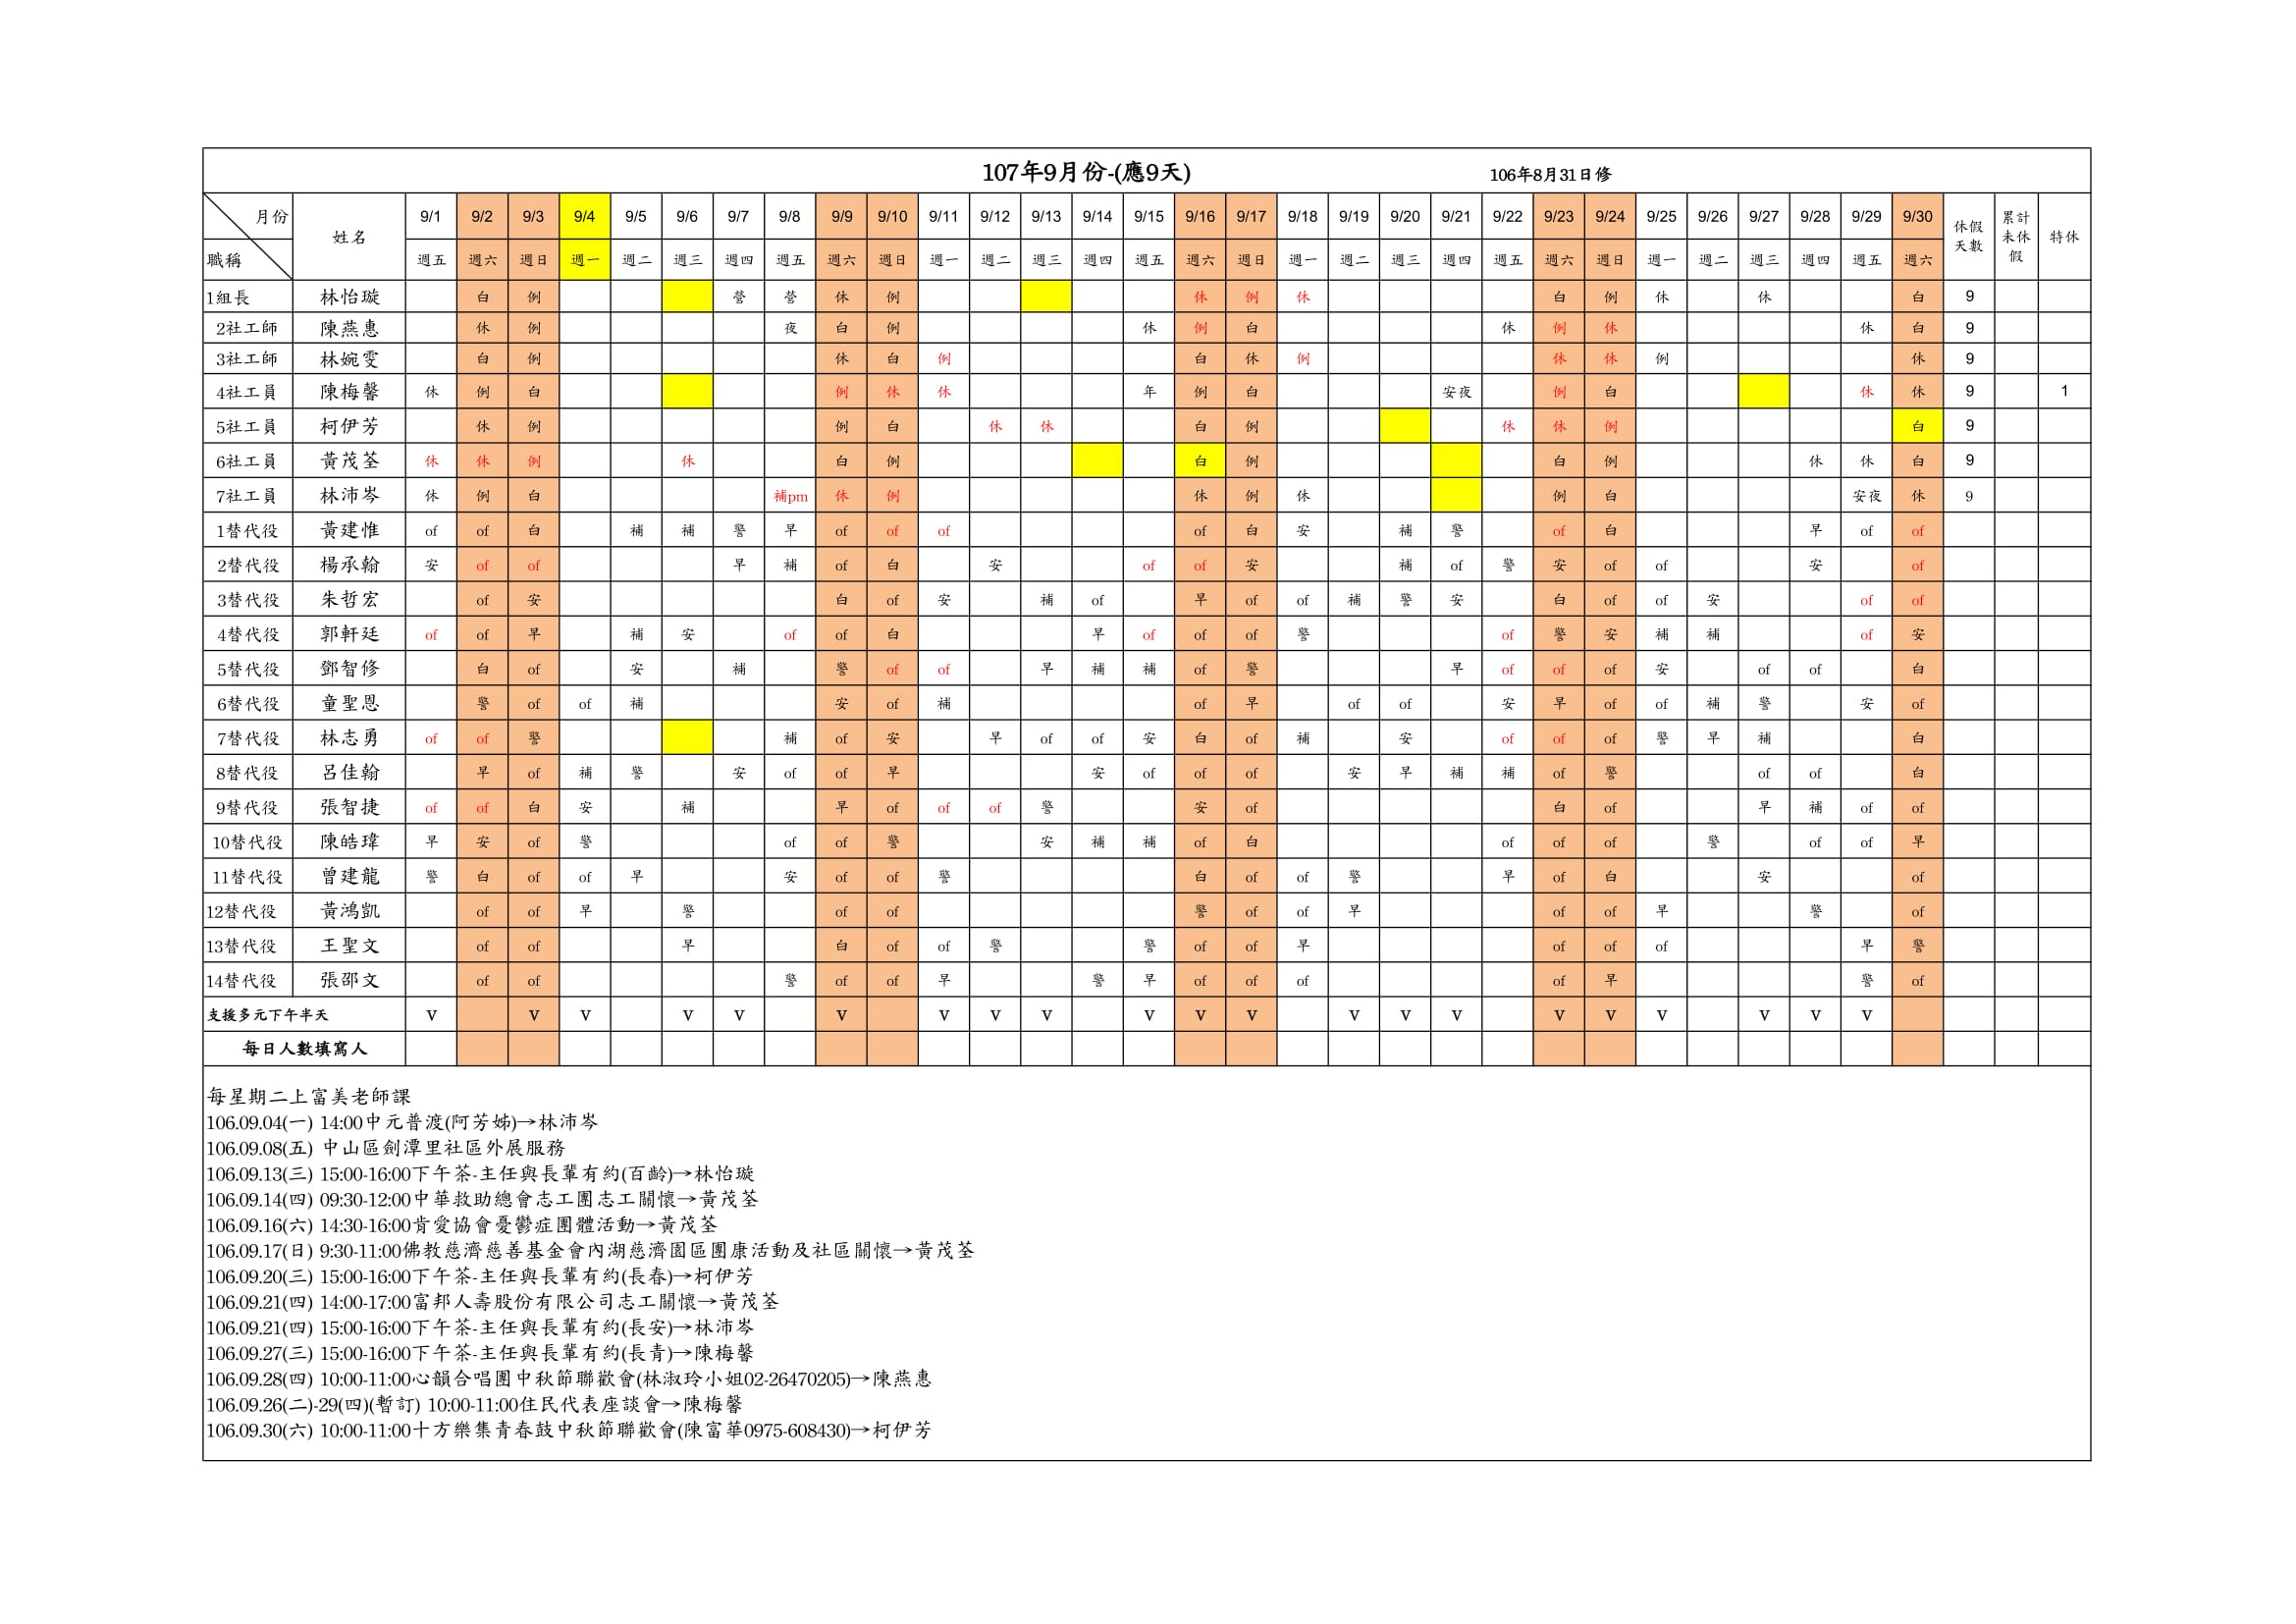 107年9月份-(應9天) 106年8月31日修
月份 姓名 9/1 9/2 9/3 9/4 9/5 9/6 9/7 9/8 9/9 9/10 9/11 9/12 9/13 9/14 9/15 9/16 9/17 9/18 9/19 9/20 9/21 9/22 9/23 9/24 9/25 9/26 9/27 9/28 9/29 9/30 休假天數 累計未休假 特休
職稱 週五 週六 週日 週一 週二 週三 週四 週五 週六 週日 週一 週二 週三 週四 週五 週六 週日 週一 週二 週三 週四 週五 週六 週日 週一 週二 週三 週四 週五 週六
1組長 林怡璇 白 例 營 營 休 例 休 例 休 白 例 休 休 白 9
2社工師 陳燕惠 休 例 夜 白 例 休 例 白 休 例 休 休 白 9
3社工師 林婉雯 白 例 休 白 例 白 休 例 休 休 例 休 9
4社工員 陳梅馨 休 例 白 例 休 休 年 例 白 安夜 例 白 休 休 9 1
5社工員 柯伊芳 休 例 例 白 休 休 白 例 休 休 例 白 9
6社工員 黃茂荃 休 休 例 休 白 例 白 例 白 例 休 休 白 9
7社工員 林沛岑 休 例 白 補pm 休 例 休 例 休 例 白 安夜 休 9
1替代役 黃建惟 of of 白 補 補 警 早 of of of of 白 安 補 警 of 白 早 of of
2替代役 楊承翰 安 of of 早 補 of 白 安 of of 安 補 of 警 安 of of 安 of
3替代役 朱哲宏 of 安 白 of 安 補 of 早 of of 補 警 安 白 of of 安 of of
4替代役 郭軒廷 of of 早 補 安 of of 白 早 of of of 警 of 警 安 補 補 of 安
5替代役 鄧智修 白 of 安 補 警 of of 早 補 補 of 警 早 of of of 安 of of 白
6替代役 童聖恩 警 of of 補 安 of 補 of 早 of of 安 早 of of 補 警 安 of
7替代役 林志勇 of of 警 補 of 安 早 of of 安 白 of 補 安 of of of 警 早 補 白
8替代役 呂佳翰 早 of 補 警 安 of of 早 安 of of of 安 早 補 補 of 警 of of 白
9替代役 張智捷 of of 白 安 補 早 of of of 警 安 of 白 of 早 補 of of
10替代役 陳皓瑋 早 安 of 警 of of 警 安 補 補 of 白 of of of 警 of of 早
11替代役 曾建龍 警 白 of of 早 安 of of 警 白 of of 警 早 of 白 安 of
12替代役 黃鴻凱 of of 早 警 of of 警 of of 早 of of 早 警 of
13替代役 王聖文 of of 早 白 of of 警 警 of of 早 of of of 早 警
14替代役 張邵文 of of 警 of of 早 警 早 of of of of 早 警 of
支援多元下午半天 V V V V V V V V V V V V V V V V V V V V V
每日人數填寫人
每星期二上富美老師課
106.09.04(一) 14:00中元普渡(阿芳姊)→林沛岑
106.09.08(五) 中山區劍潭里社區外展服務
106.09.13(三) 15:00-16:00下午茶-主任與長輩有約(百齡)→林怡璇
106.09.14(四) 09:30-12:00中華救助總會志工團志工關懷→黃茂荃
106.09.16(六) 14:30-16:00肯愛協會憂鬱症團體活動→黃茂荃
106.09.17(日) 9:30-11:00佛教慈濟慈善基金會內湖慈濟園區團康活動及社區關懷→黃茂荃
106.09.20(三) 15:00-16:00下午茶-主任與長輩有約(長春)→柯伊芳
106.09.21(四) 14:00-17:00富邦人壽股份有限公司志工關懷→黃茂荃
106.09.21(四) 15:00-16:00下午茶-主任與長輩有約(長安)→林沛岑
106.09.27(三) 15:00-16:00下午茶-主任與長輩有約(長青)→陳梅馨
106.09.28(四) 10:00-11:00心韻合唱團中秋節聯歡會(林淑玲小姐02-26470205)→陳燕惠
106.09.26(二)-29(四)(暫訂) 10:00-11:00住民代表座談會→陳梅馨
106.09.30(六) 10:00-11:00十方樂集青春鼓中秋節聯歡會(陳富華0975-608430)→柯伊芳